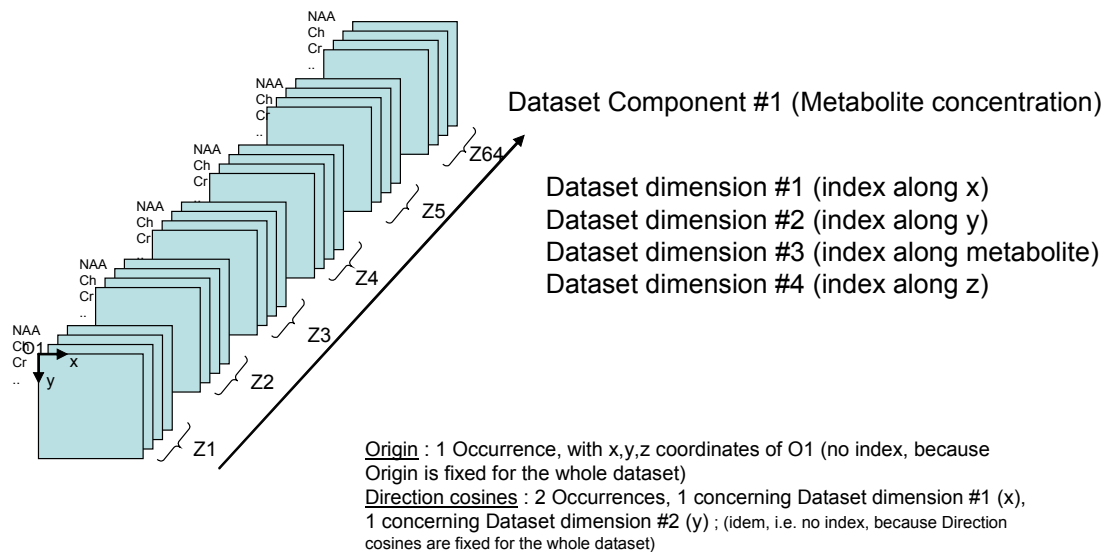 NAA
Ch
Cr
..
NAA
Ch
Cr
..
NAA
Ch
Cr
..
NAA
Ch
Cr
..
NAA
Ch
Cr
..
NAA
Ch
Cr
..
O1
x
y
Z1
Z2
Z3
Z4
Z5
Z64
Dataset Component #1 (Metabolite concentration)
Dataset dimension #1 (index along x)
Dataset dimension #2 (index along y)
Dataset dimension #3 (index along metabolite)
Dataset dimension #4 (index along z)
Origin : 1 Occurrence, with x,y,z coordinates of O1 (no index, because
Origin is fixed for the whole dataset)
Direction cosines : 2 Occurrences, 1 concerning Dataset dimension #1 (x),
1 concerning Dataset dimension #2 (y) ; (idem, i.e. no index, because Direction
cosines are fixed for the whole dataset)